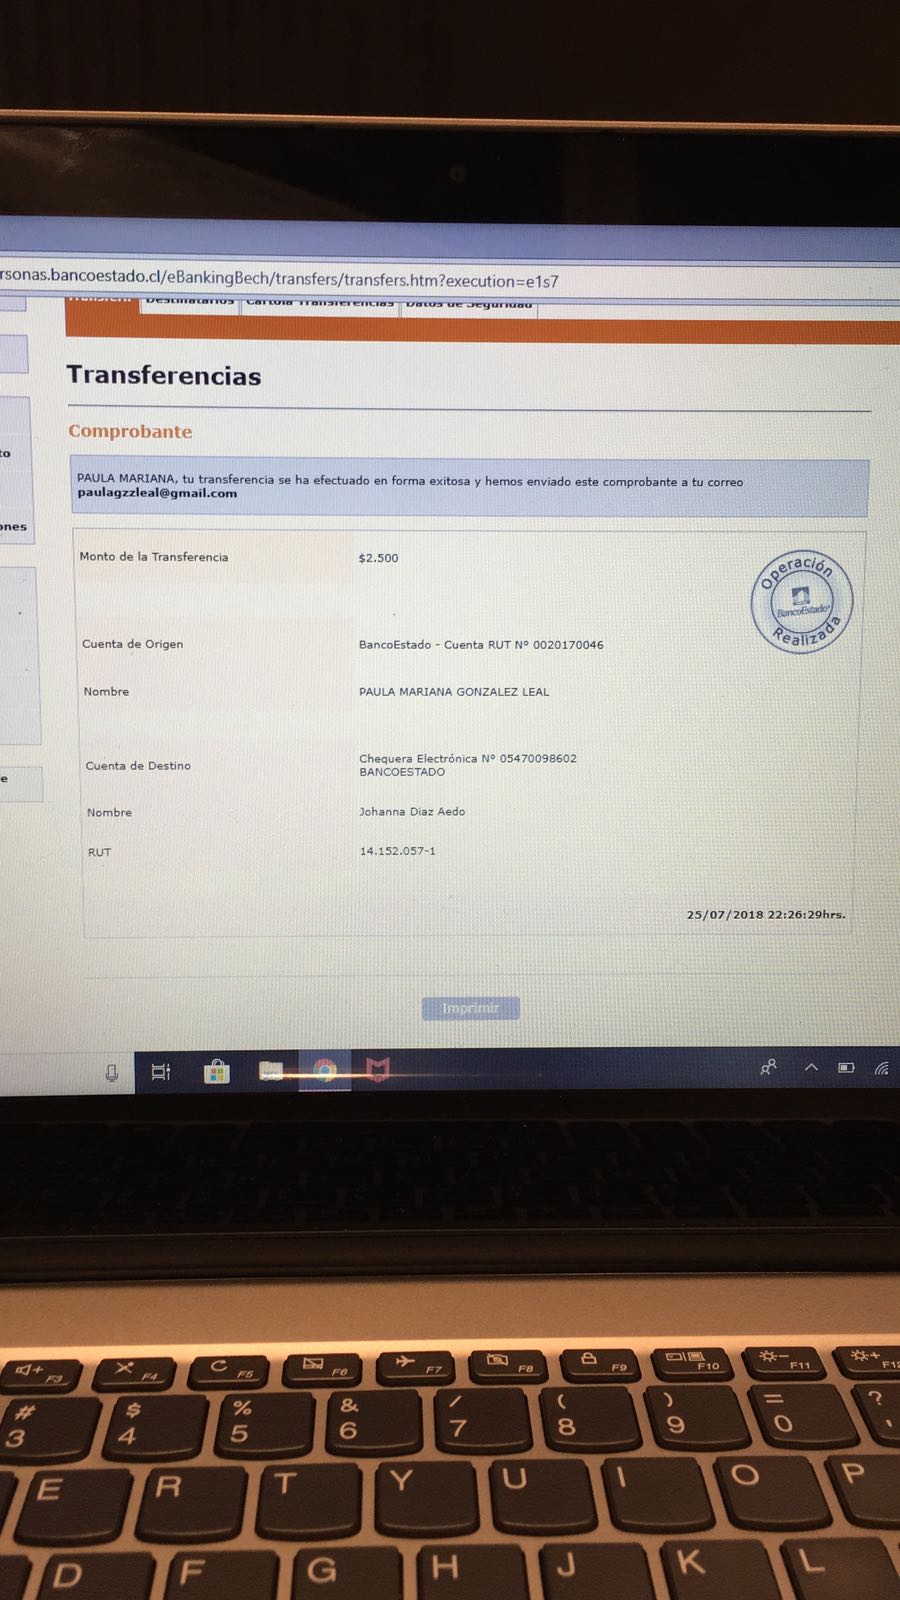 rsonas.bancoestado.cl/eBankingBech/transfers/transfers.htm?execution=e1s7
Transferir Destinatarios Cartola Transferencias Datos de Seguridad
Transferencias
to
Comprobante
PAULA MARIANA, tu transferencia se ha efectuado en forma exitosa y hemos enviado este comprobante a tu correo
paulagzzleal@gmail.com
ones
Monto de la Transferencia $2.500
Operación
BancoEstado
Realizada
Cuenta de Origen BancoEstado - Cuenta RUT Nº 0020170046
Nombre PAULA MARIANA GONZALEZ LEAL
Cuenta de Destino Chequera Electrónica Nº 05470098602
BANCOESTADO
e
Nombre Johanna Diaz Aedo
RUT 14.152.057-1
25/07/2018 22:26:29hrs.
Imprimir
F3 F4 F5 F6 F7 F8 F9 F10 F11 F12
# $ % & / ( ) = ?
3 4 5 6 7 8 9 0 '
E R T Y U I O P
D F G H J K L